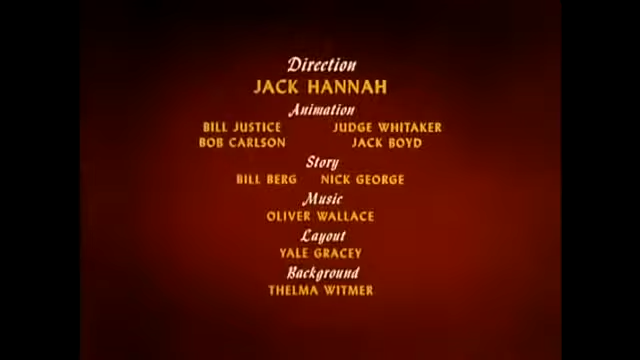 Direction
JACK HANNAH
Animation
BILL JUSTICE JUDGE WHITAKER
BOB CARLSON JACK BOYD
Story
BILL BERG NICK GEORGE
Music
OLIVER WALLACE
Layout
YALE GRACEY
Background
THELMA WITMER